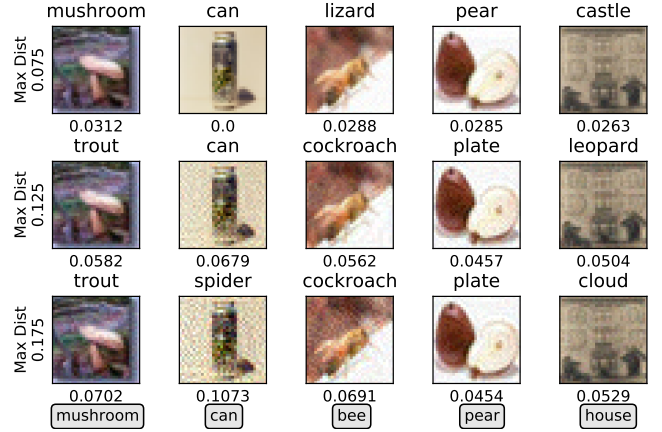 mushroom can lizard pear castle
Max Dist 0.075
0.0312 0.0 0.0288 0.0285 0.0263
trout can cockroach plate leopard
Max Dist 0.125
0.0582 0.0679 0.0562 0.0457 0.0504
trout spider cockroach plate cloud
Max Dist 0.175
0.0702 0.1073 0.0691 0.0454 0.0529
mushroom can bee pear house